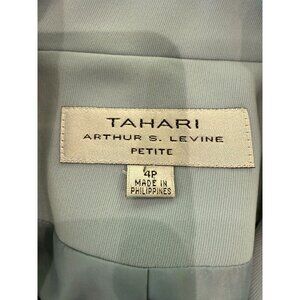 TAHARI
ARTHUR S. LEVINE
PETITE
4P
MADE IN
PHILIPPINES